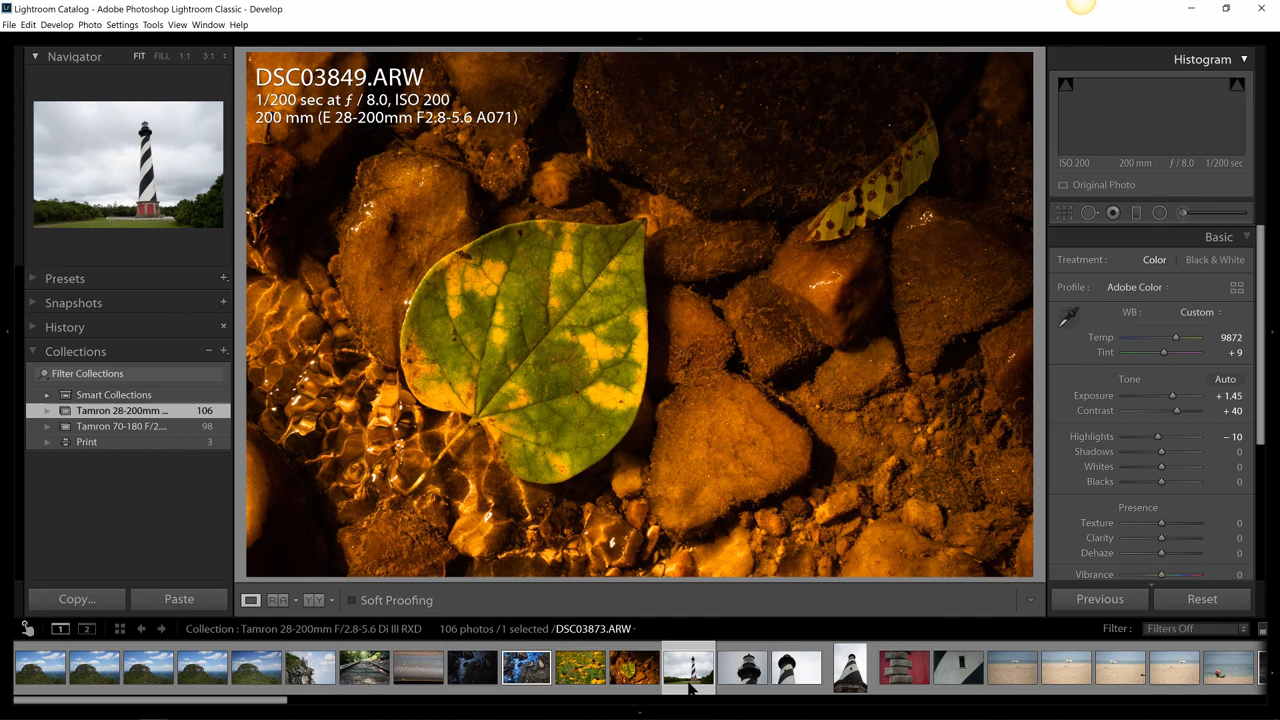 Lightroom Catalog - Adobe Photoshop Lightroom Classic - Develop
File Edit Develop Photo Settings Tools View Window Help
Navigator FIT FILL 1:1 3:1
Presets
Snapshots
History
Collections
Filter Collections
Smart Collections
Tamron 28-200mm ... 106
Tamron 70-180 F/2.... 98
Print 3
Copy... Paste
DSC03849.ARW
1/200 sec at ƒ / 8.0, ISO 200
200 mm (E 28-200mm F2.8-5.6 A071)
Histogram
ISO 200 200 mm ƒ / 8.0 1/200 sec
Original Photo
Basic
Treatment : Color Black & White
Profile : Adobe Color
WB : Custom
Temp 9872
Tint + 9
Tone Auto
Exposure + 1.45
Contrast + 40
Highlights − 10
Shadows 0
Whites 0
Blacks 0
Presence
Texture 0
Clarity 0
Dehaze 0
Vibrance 0
Previous Reset
RA YY Soft Proofing
1 2 Collection : Tamron 28-200mm F/2.8-5.6 Di III RXD 106 photos / 1 selected / DSC03873.ARW
Filter : Filters Off